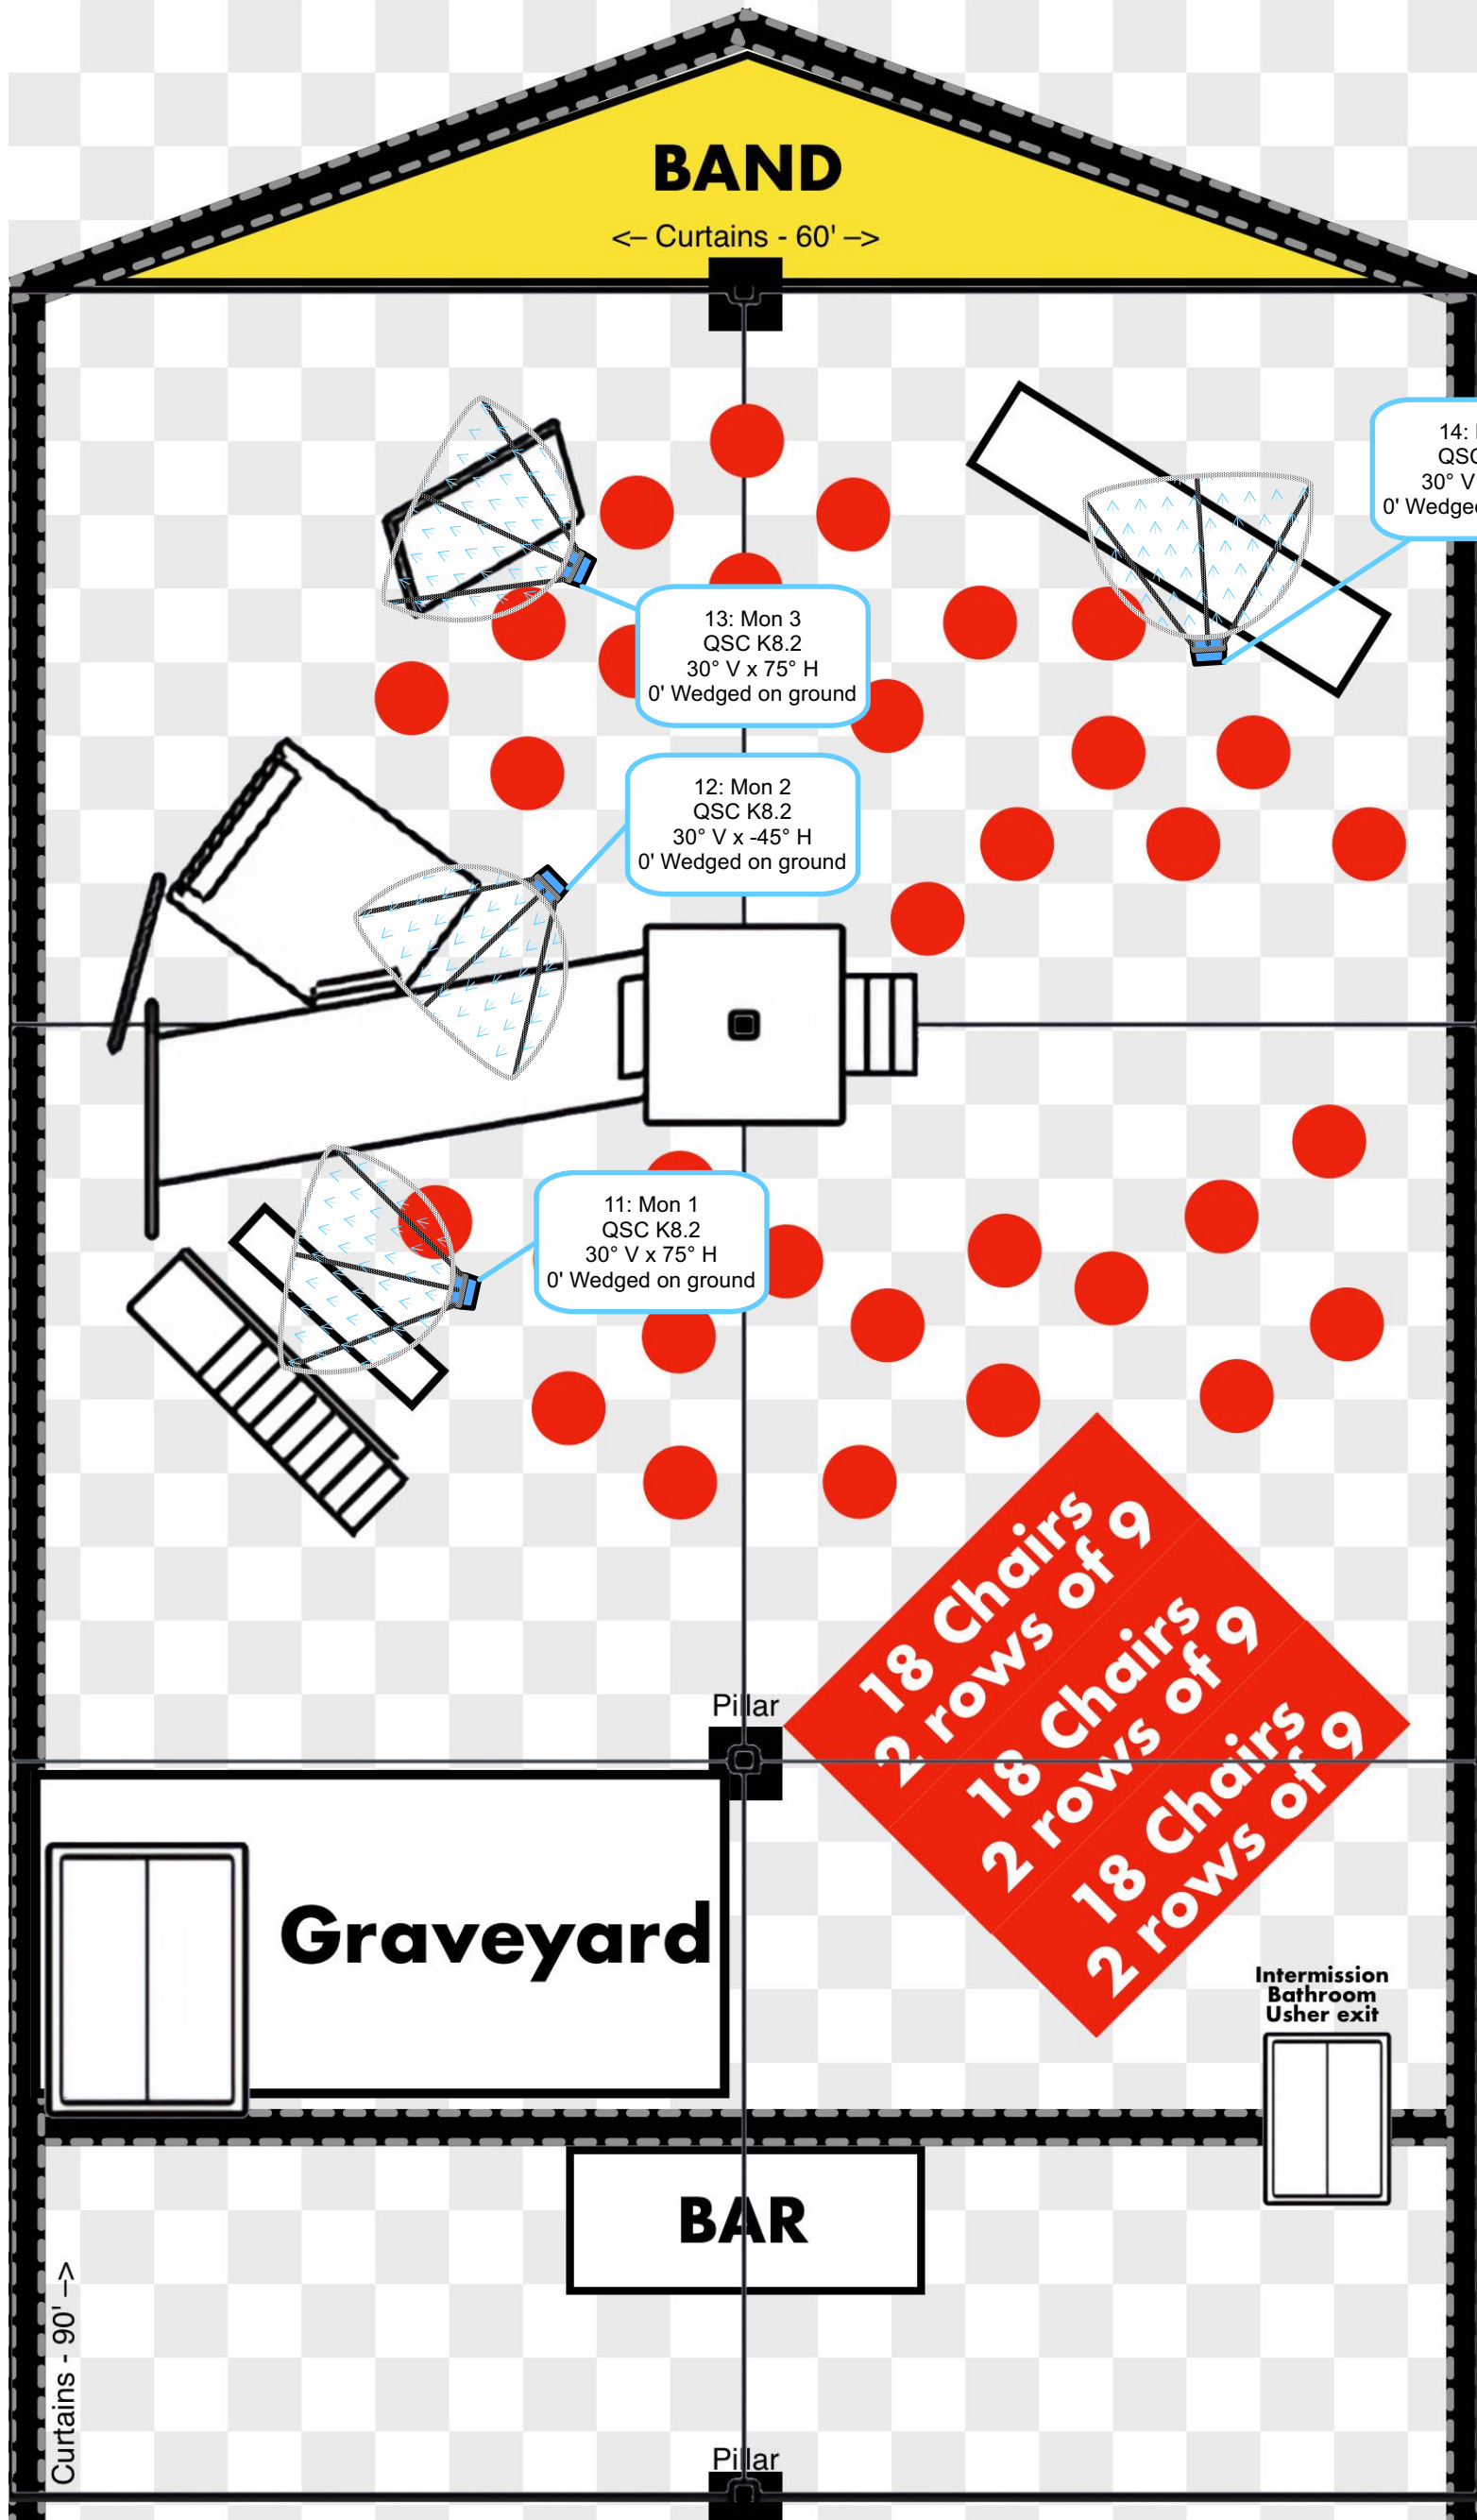 BAND
<– Curtains - 60' –>
14:
QSC
30° V
0' Wedged
13: Mon 3
QSC K8.2
30° V x 75° H
0' Wedged on ground
12: Mon 2
QSC K8.2
30° V x -45° H
0' Wedged on ground
11: Mon 1
QSC K8.2
30° V x 75° H
0' Wedged on ground
18 Chairs
2 rows of 9
18 Chairs
2 rows of 9
18 Chairs
2 rows of 9
Pillar
Graveyard
Intermission
Bathroom
Usher exit
BAR
Curtains - 90' –>
Pillar